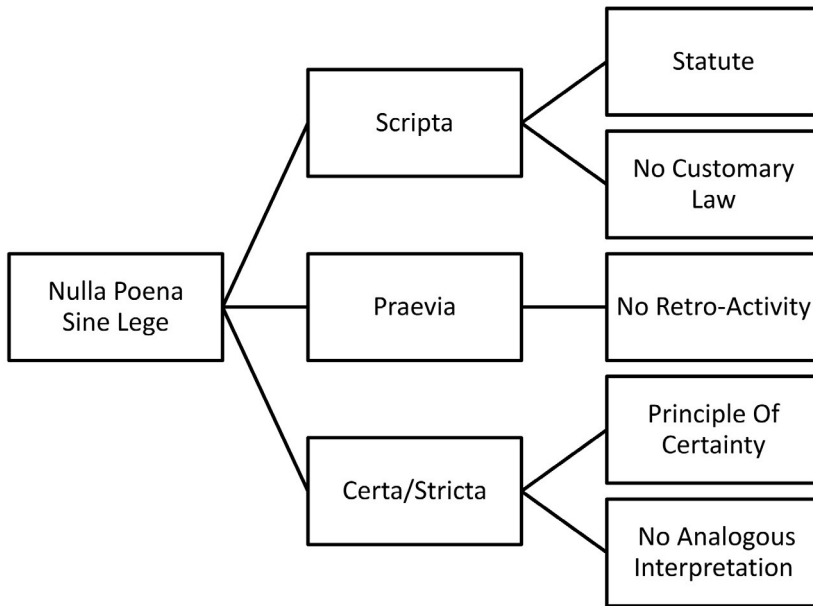 Nulla Poena
Sine Lege
Scripta
Statute
No Customary
Law
Praevia
No Retro-Activity
Certa/Stricta
Principle Of
Certainty
No Analogous
Interpretation